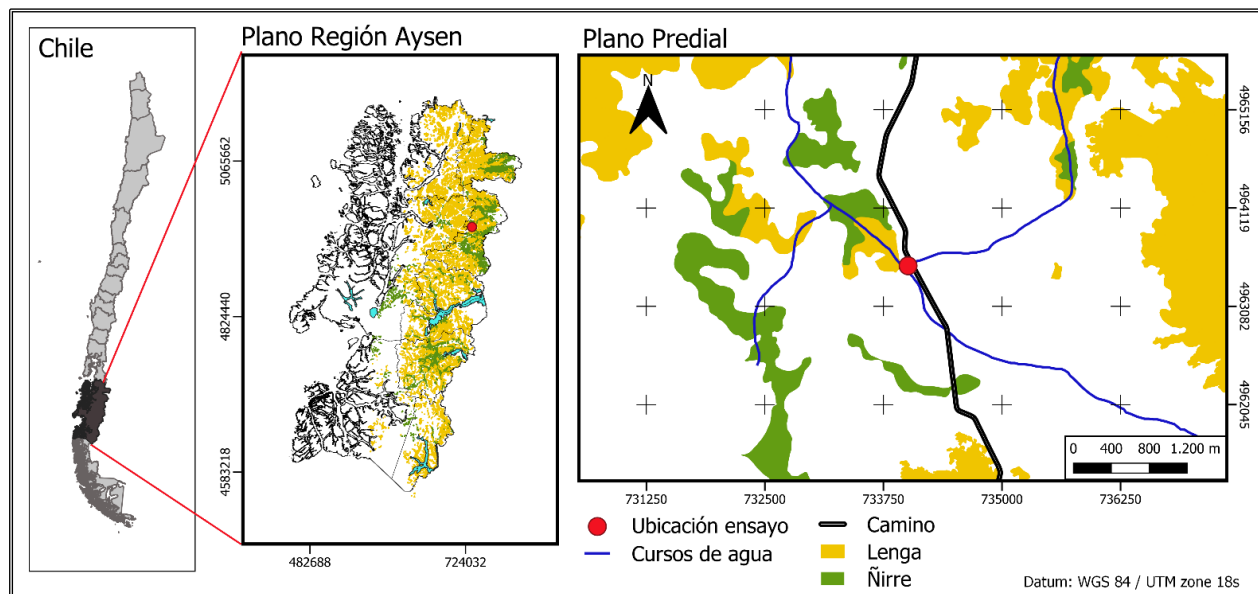 Chile
Plano Región Aysen
5065662
4824440
4583218
482688
724032
Plano Predial
N
4965156
4964119
4963082
4962045
0 400 800 1.200 m
731250
732500
733750
735000
736250
Ubicación ensayo
Cursos de agua
Camino
Lenga
Ñirre
Datum: WGS 84 / UTM zone 18s